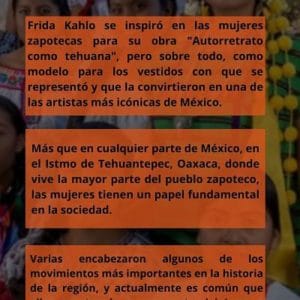 Frida Kahlo se inspiró en las mujeres
zapotecas para su obra "Autorretrato
como tehuana", pero sobre todo, como
modelo para los vestidos con que se
representó y que la convirtieron en una de
las artistas más icónicas de México.
Más que en cualquier parte de México, en
el Istmo de Tehuantepec, Oaxaca, donde
vive la mayor parte del pueblo zapoteco,
las mujeres tienen un papel fundamental
en la sociedad.
Varias encabezaron algunos de los
movimientos más importantes en la historia
de la región, y actualmente es común que